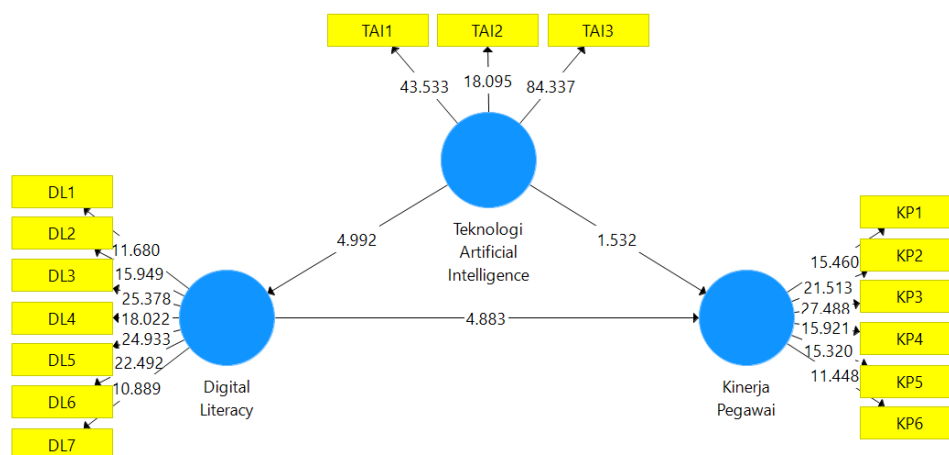 TAI1
TAI2
TAI3
43.533
18.095
84.337
Teknologi
Artificial
Intelligence
4.992
1.532
DL1
DL2
DL3
DL4
DL5
DL6
DL7
11.680
15.949
25.378
18.022
24.933
22.492
10.889
Digital
Literacy
4.883
KP1
KP2
KP3
KP4
KP5
KP6
15.460
21.513
27.488
15.921
15.320
11.448
Kinerja
Pegawai